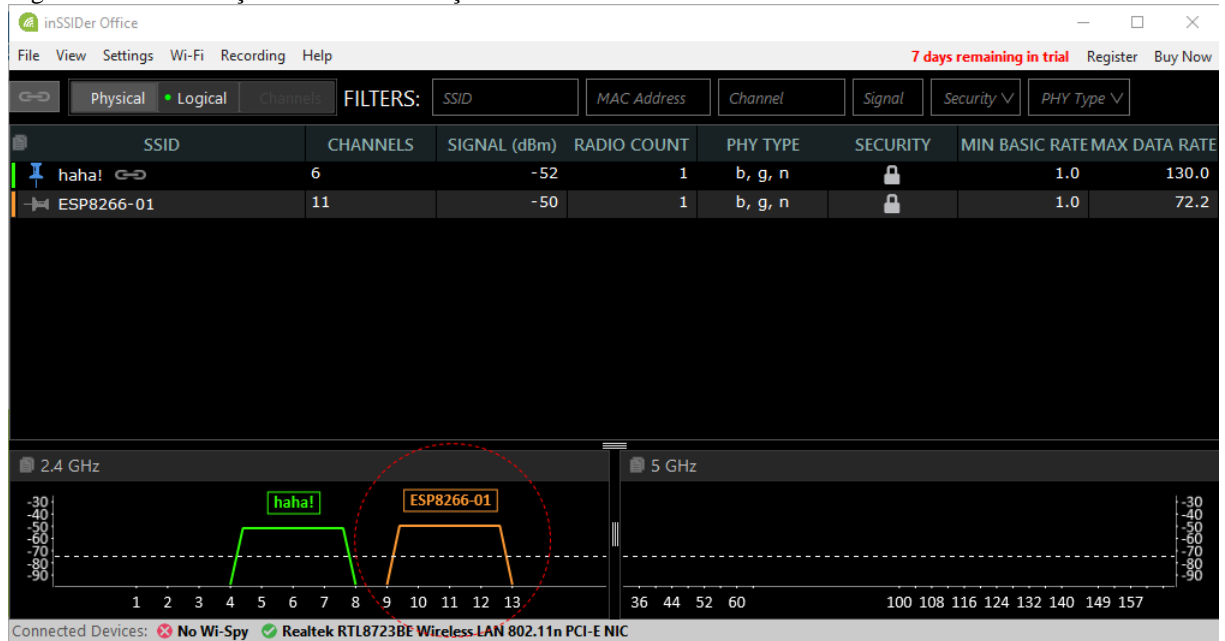 inSSIDer Office
File View Settings Wi-Fi Recording Help 7 days remaining in trial Register Buy Now
Physical Logical Channels FILTERS: SSID MAC Address Channel Signal Security PHY Type
SSID CHANNELS SIGNAL (dBm) RADIO COUNT PHY TYPE SECURITY MIN BASIC RATE MAX DATA RATE
haha! 6 -52 1 b, g, n 1.0 130.0
ESP8266-01 11 -50 1 b, g, n 1.0 72.2
2.4 GHz 5 GHz
haha! ESP8266-01
-30 -30
-40 -40
-50 -50
-60 -60
-70 -70
-80 -80
-90 -90
1 2 3 4 5 6 7 8 9 10 11 12 13 36 44 52 60 100 108 116 124 132 140 149 157
Connected Devices: No Wi-Spy Realtek RTL8723BE Wireless LAN 802.11n PCI-E NIC